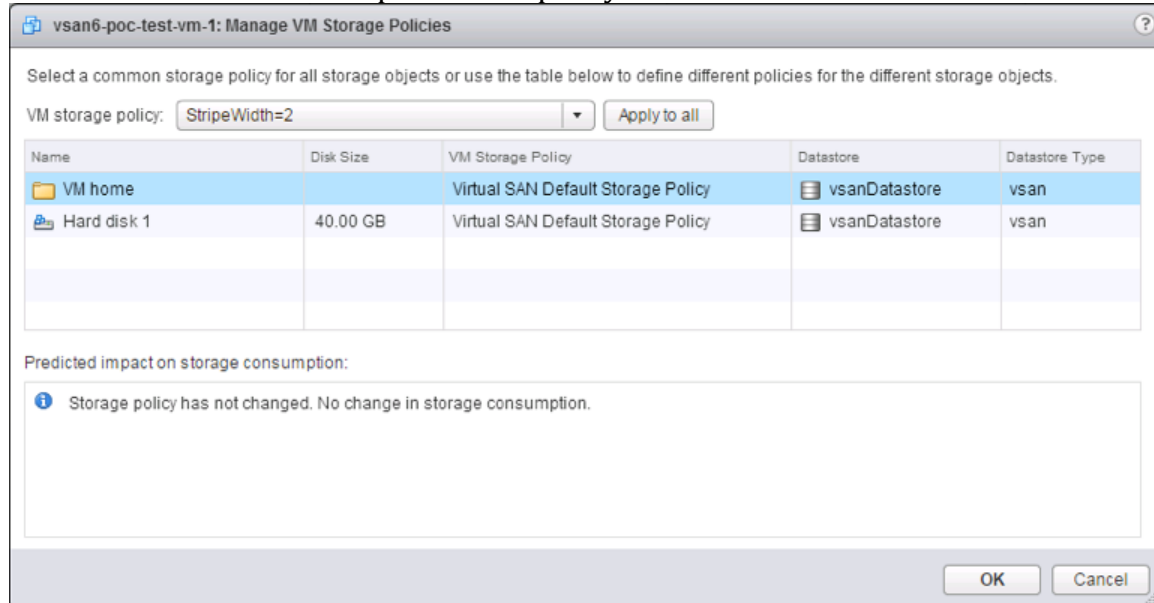 vsan6-poc-test-vm-1: Manage VM Storage Policies ?
Select a common storage policy for all storage objects or use the table below to define different policies for the different storage objects.
VM storage policy: StripeWidth=2 Apply to all
Name Disk Size VM Storage Policy Datastore Datastore Type
VM home Virtual SAN Default Storage Policy vsanDatastore vsan
Hard disk 1 40.00 GB Virtual SAN Default Storage Policy vsanDatastore vsan
Predicted impact on storage consumption:
Storage policy has not changed. No change in storage consumption.
OK Cancel